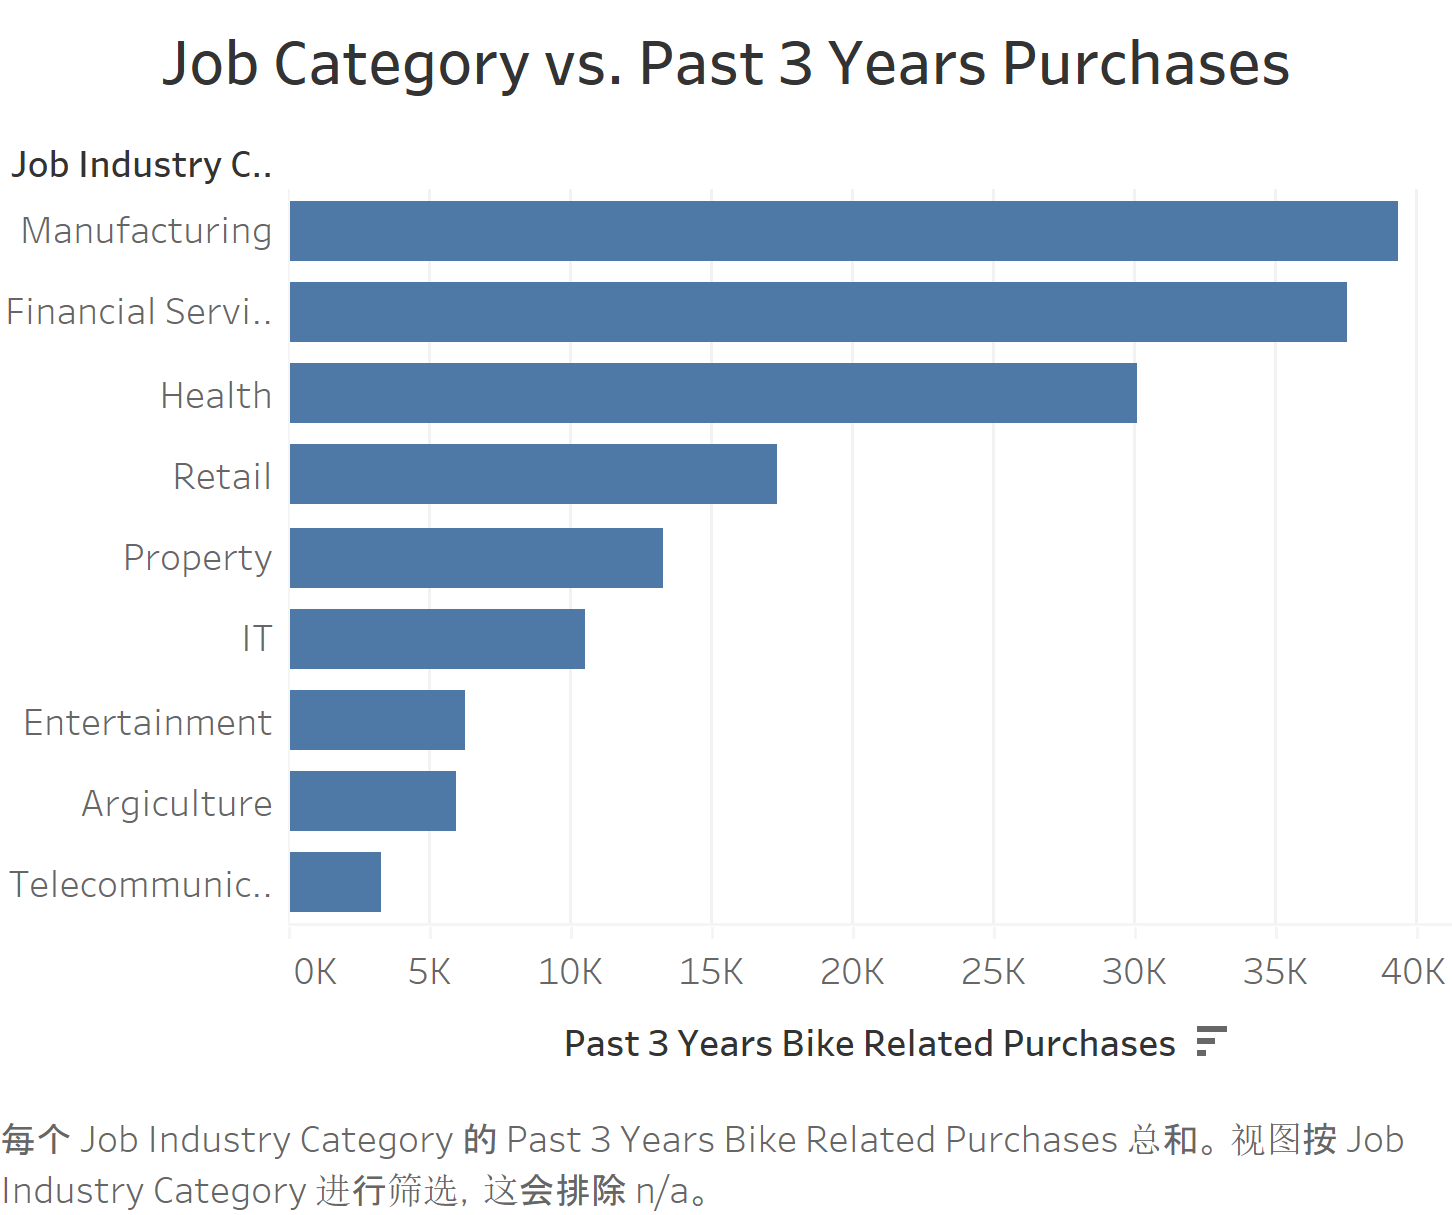 Job Category vs. Past 3 Years Purchases
Job Industry C..
Manufacturing
Financial Servi..
Health
Retail
Property
IT
Entertainment
Argiculture
Telecommunic..
0K 5K 10K 15K 20K 25K 30K 35K 40K
Past 3 Years Bike Related Purchases
每个 Job Industry Category 的 Past 3 Years Bike Related Purchases 总和。视图按 Job
Industry Category 进行筛选，这会排除 n/a。